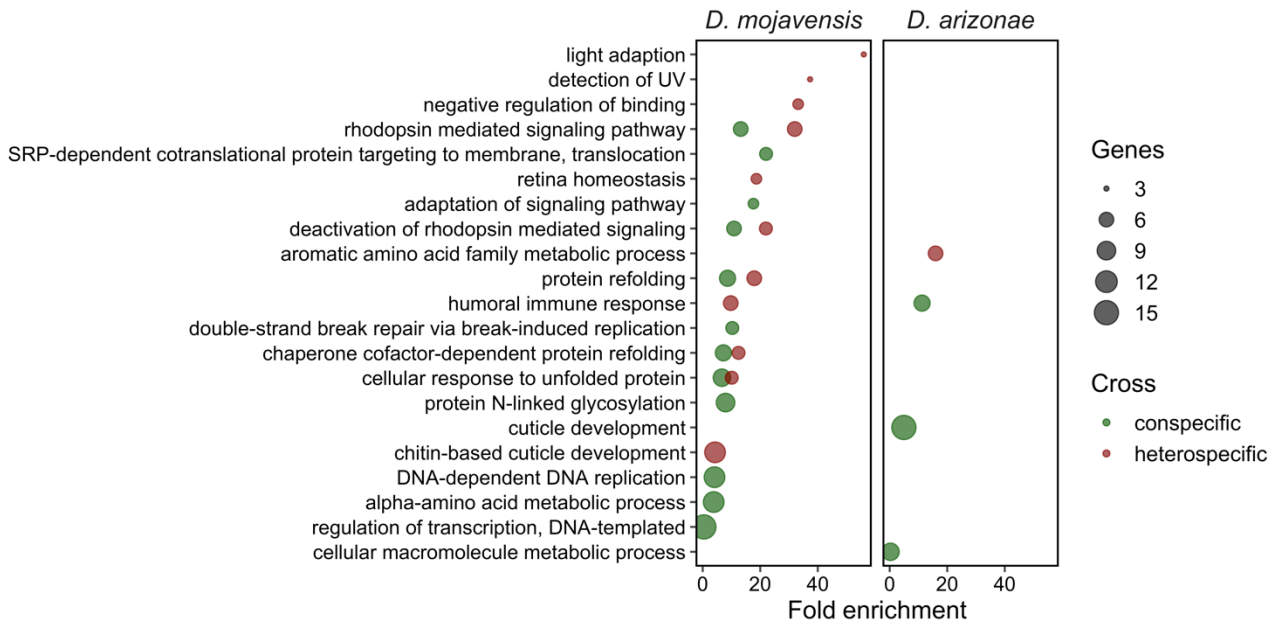 D. mojavensis
D. arizonae
light adaption
detection of UV
negative regulation of binding
rhodopsin mediated signaling pathway
SRP-dependent cotranslational protein targeting to membrane, translocation
retina homeostasis
adaptation of signaling pathway
deactivation of rhodopsin mediated signaling
aromatic amino acid family metabolic process
protein refolding
humoral immune response
double-strand break repair via break-induced replication
chaperone cofactor-dependent protein refolding
cellular response to unfolded protein
protein N-linked glycosylation
cuticle development
chitin-based cuticle development
DNA-dependent DNA replication
alpha-amino acid metabolic process
regulation of transcription, DNA-templated
cellular macromolecule metabolic process
0 20 40
0 20 40
Fold enrichment
Genes
3
6
9
12
15
Cross
conspecific
heterospecific